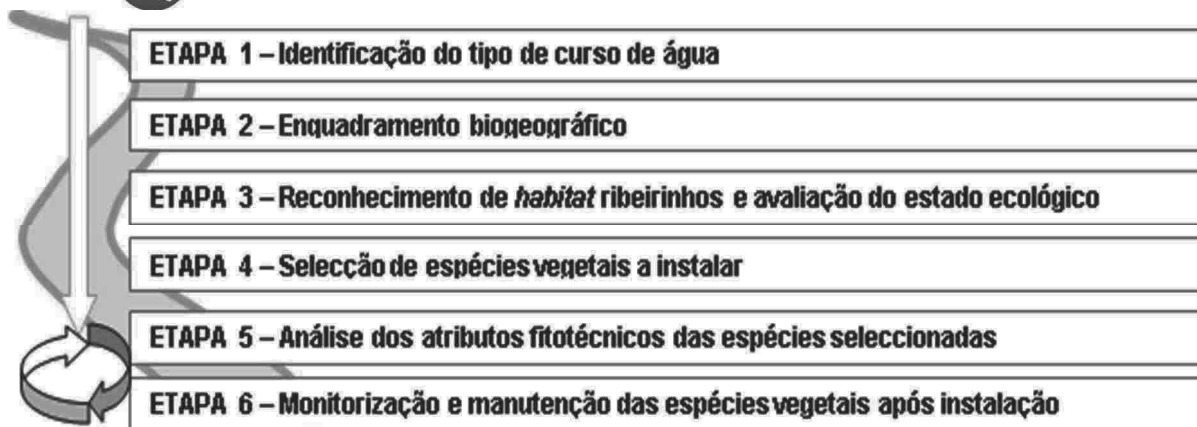 ETAPA 1 – Identificação do tipo de curso de água
ETAPA 2 – Enquadramento biogeográfico
ETAPA 3 – Reconhecimento de habitat ribeirinhos e avaliação do estado ecológico
ETAPA 4 – Selecção de espécies vegetais a instalar
ETAPA 5 – Análise dos atributos fitotécnicos das espécies seleccionadas
ETAPA 6 – Monitorização e manutenção das espécies vegetais após instalação